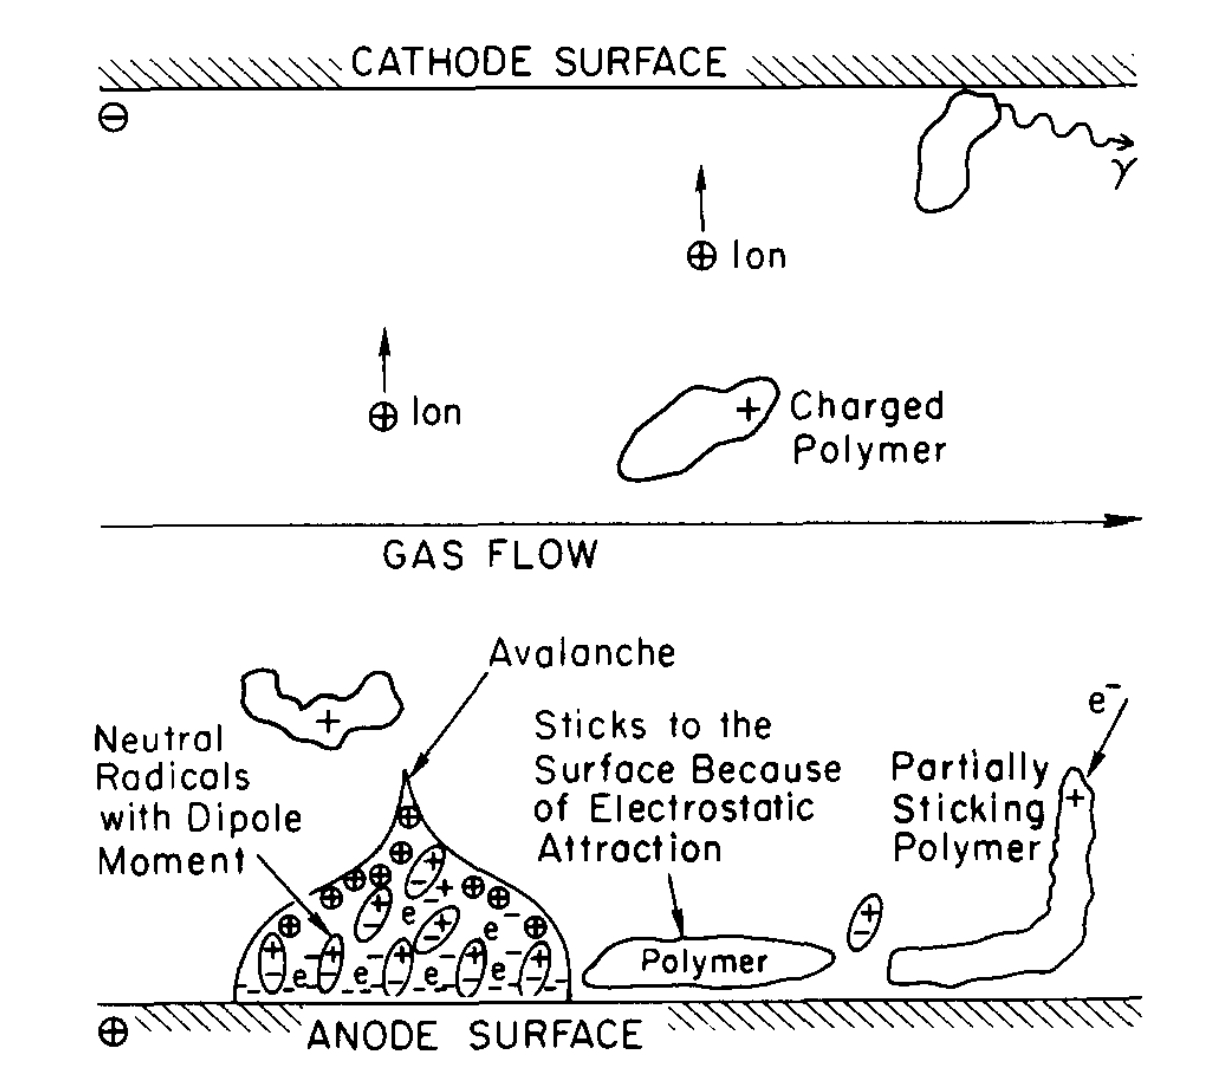 CATHODE SURFACE
⊖
γ
⊕ Ion
⊕ Ion
+ Charged
Polymer
GAS FLOW
Avalanche
e⁻
+
Neutral
Radicals
with Dipole
Moment
Sticks to the
Surface Because
of Electrostatic
Attraction
Partially
Sticking
Polymer
+
e⁻
e⁻
e⁻
e⁻
e⁻
e⁻
Polymer
⊕
ANODE SURFACE